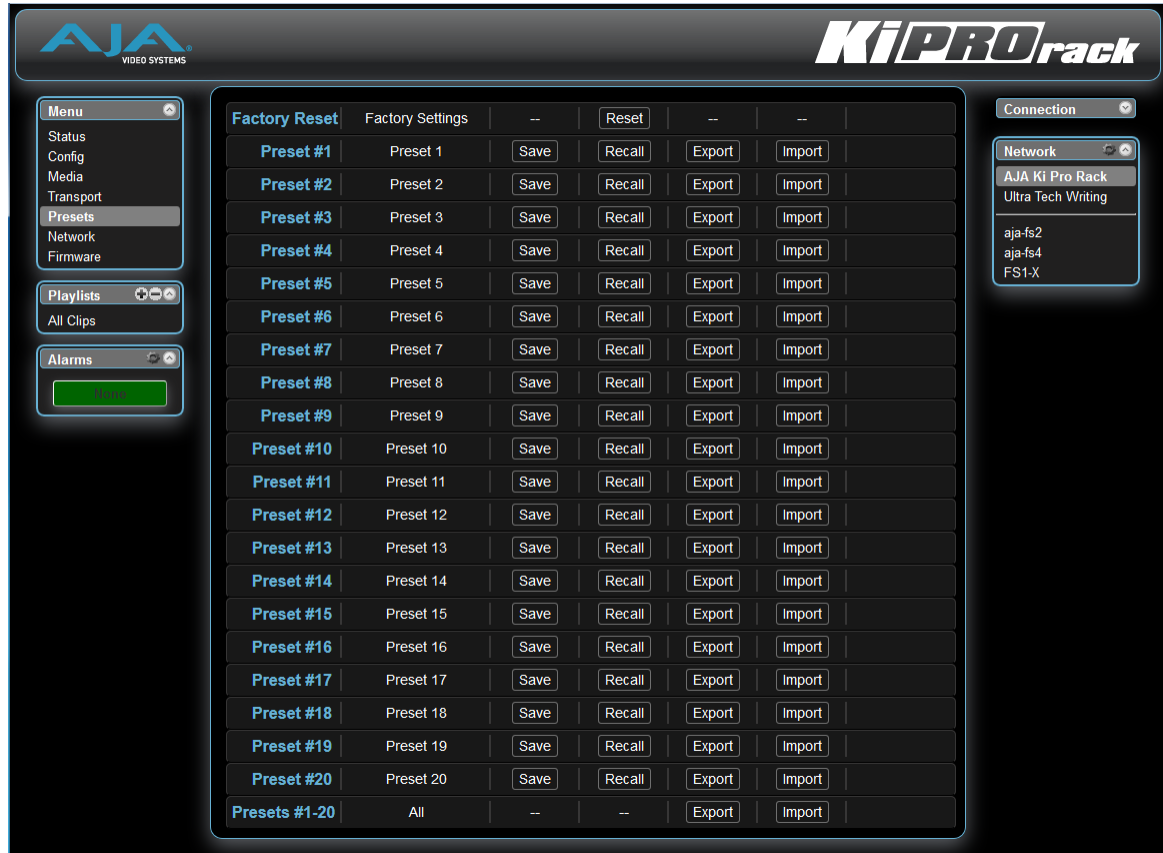 AJA
VIDEO SYSTEMS
Ki PRO rack
Menu
Status
Config
Media
Transport
Presets
Network
Firmware
Playlists
All Clips
Alarms
None
Factory Reset Factory Settings -- Reset -- --
Preset #1 Preset 1 Save Recall Export Import
Preset #2 Preset 2 Save Recall Export Import
Preset #3 Preset 3 Save Recall Export Import
Preset #4 Preset 4 Save Recall Export Import
Preset #5 Preset 5 Save Recall Export Import
Preset #6 Preset 6 Save Recall Export Import
Preset #7 Preset 7 Save Recall Export Import
Preset #8 Preset 8 Save Recall Export Import
Preset #9 Preset 9 Save Recall Export Import
Preset #10 Preset 10 Save Recall Export Import
Preset #11 Preset 11 Save Recall Export Import
Preset #12 Preset 12 Save Recall Export Import
Preset #13 Preset 13 Save Recall Export Import
Preset #14 Preset 14 Save Recall Export Import
Preset #15 Preset 15 Save Recall Export Import
Preset #16 Preset 16 Save Recall Export Import
Preset #17 Preset 17 Save Recall Export Import
Preset #18 Preset 18 Save Recall Export Import
Preset #19 Preset 19 Save Recall Export Import
Preset #20 Preset 20 Save Recall Export Import
Presets #1-20 All -- -- Export Import
Connection
Network
AJA Ki Pro Rack
Ultra Tech Writing
aja-fs2
aja-fs4
FS1-X